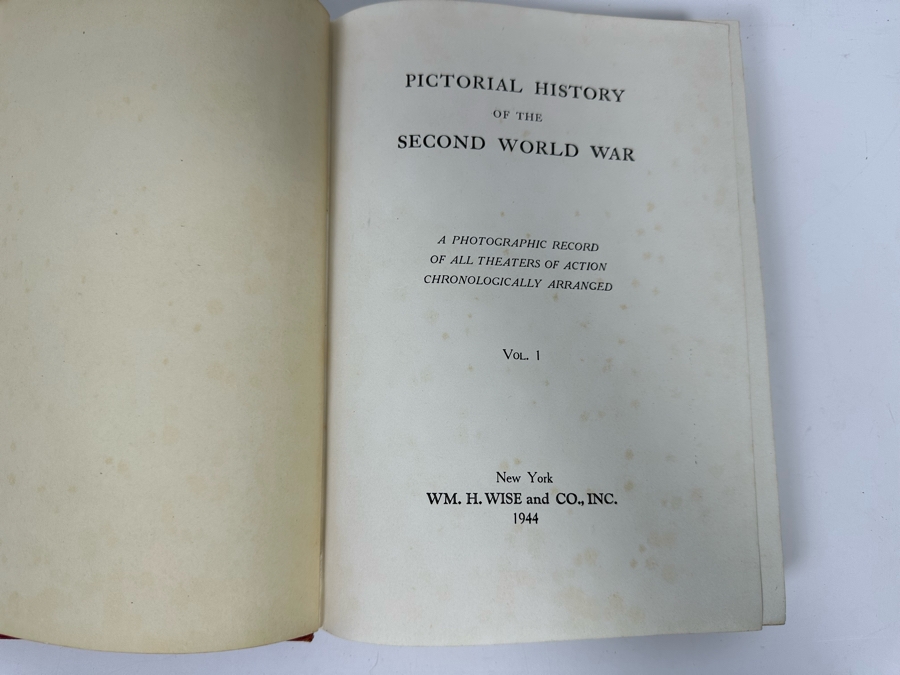 PICTORIAL HISTORY
OF THE
SECOND WORLD WAR
A PHOTOGRAPHIC RECORD
OF ALL THEATERS OF ACTION
CHRONOLOGICALLY ARRANGED
VOL. 1
New York
WM. H. WISE and CO., INC.
1944